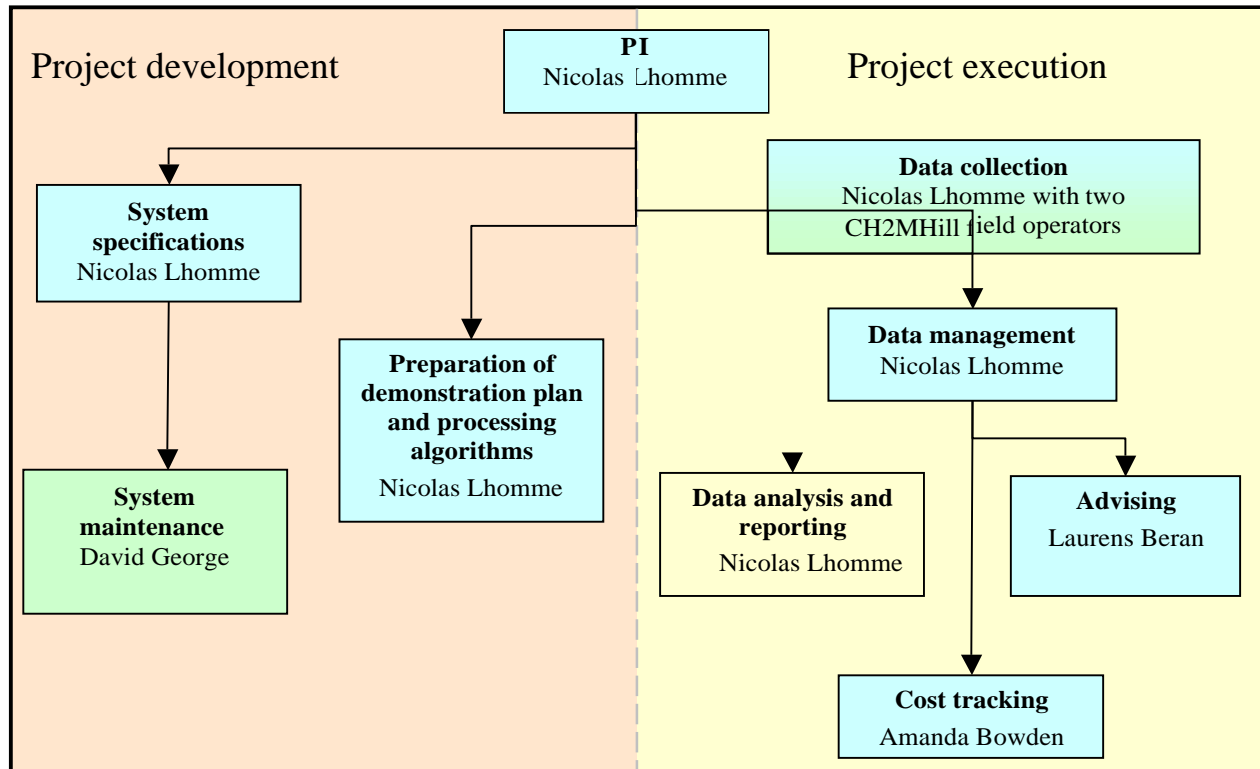 Project development
PI
Nicolas Lhomme
Project execution
System
specifications
Nicolas Lhomme
Data collection
Nicolas Lhomme with two
CH2MHill field operators
Preparation of
demonstration plan
and processing
algorithms
Nicolas Lhomme
Data management
Nicolas Lhomme
System
maintenance
David George
Data analysis and
reporting
Nicolas Lhomme
Advising
Laurens Beran
Cost tracking
Amanda Bowden